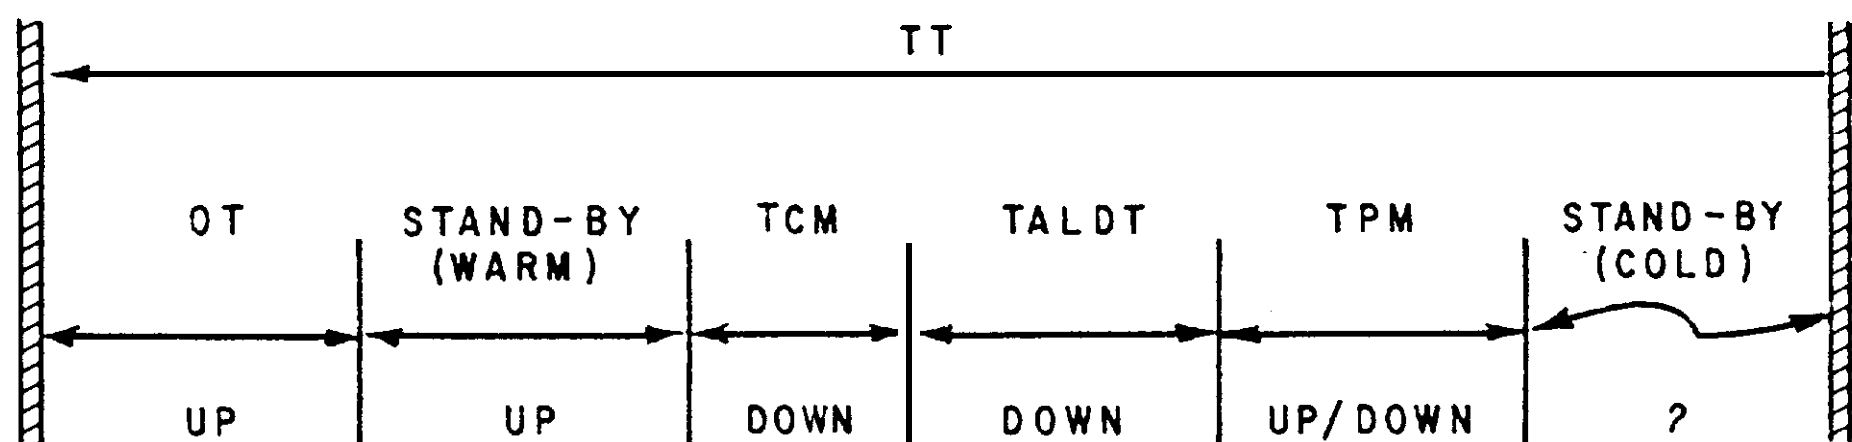 TT
OT STAND-BY (WARM) TCM TALDT TPM STAND-BY (COLD)
UP UP DOWN DOWN UP/DOWN ?